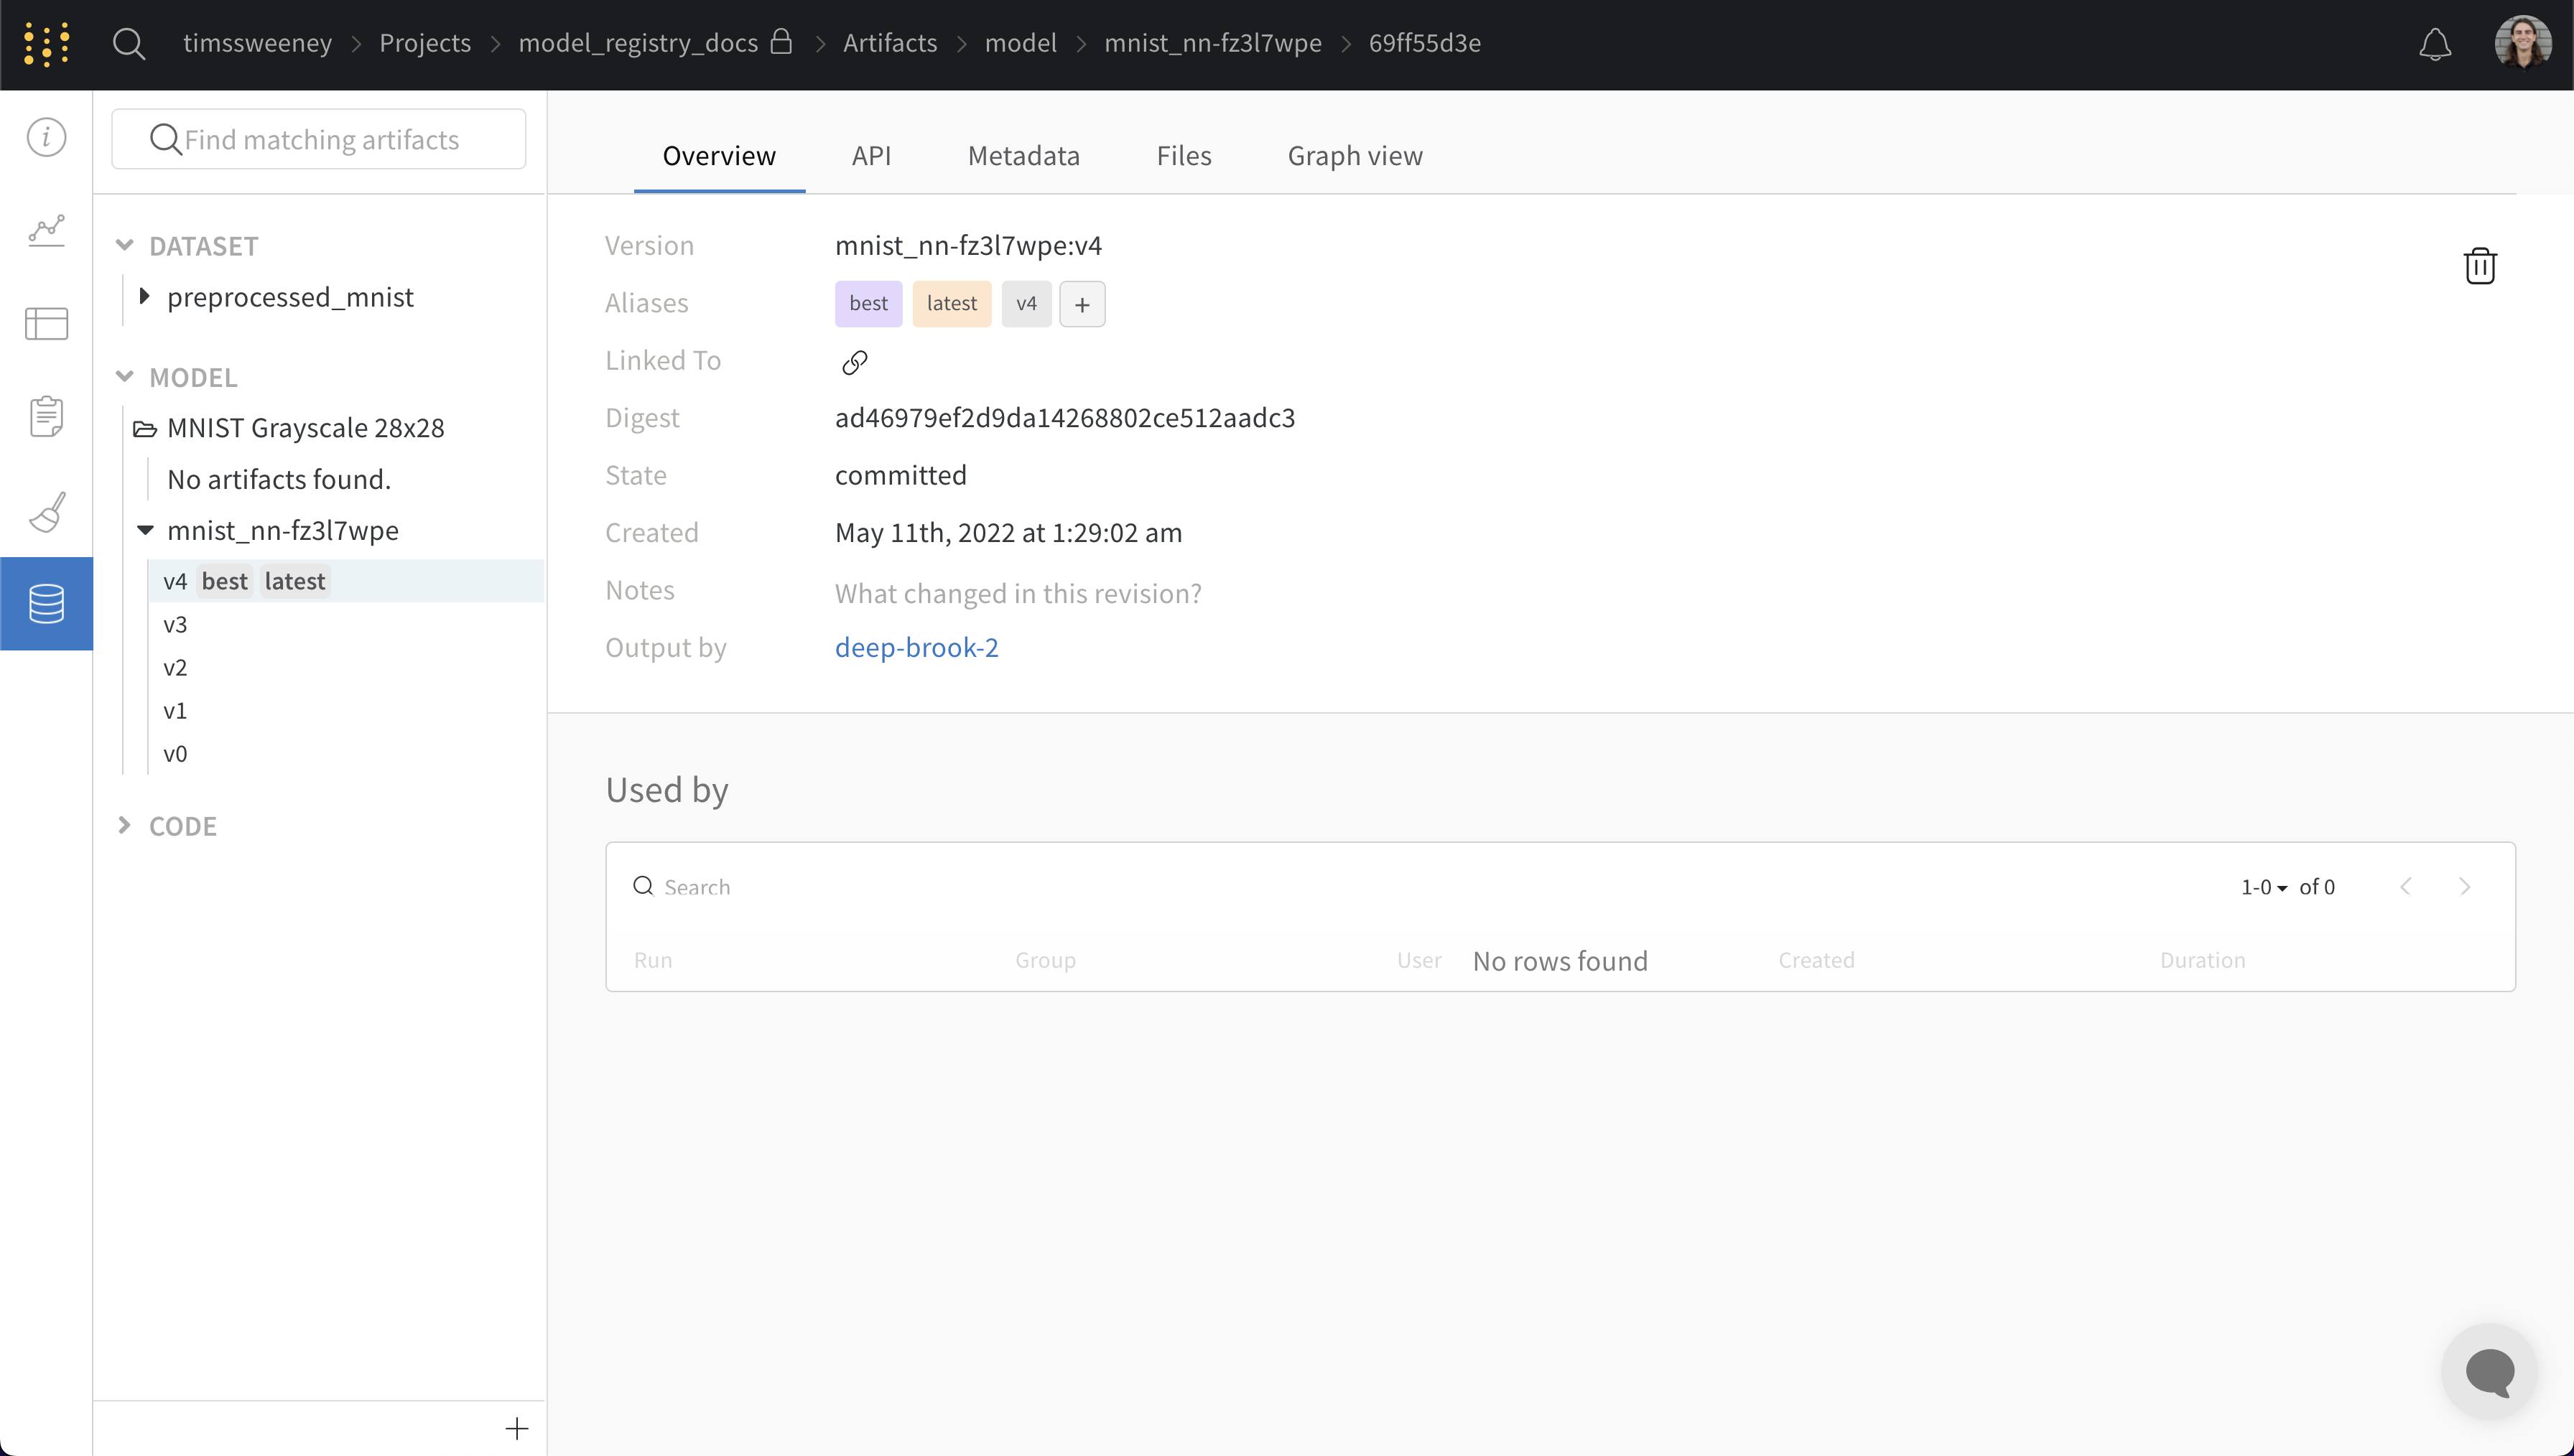 timssweeney > Projects > model_registry_docs > Artifacts > model > mnist_nn-fz3l7wpe > 69ff55d3e
Find matching artifacts
DATASET
preprocessed_mnist
MODEL
MNIST Grayscale 28x28
No artifacts found.
mnist_nn-fz3l7wpe
v4 best latest
v3
v2
v1
v0
CODE
Overview API Metadata Files Graph view
Version mnist_nn-fz3l7wpe:v4
Aliases best latest v4 +
Linked To
Digest ad46979ef2d9da14268802ce512aadc3
State committed
Created May 11th, 2022 at 1:29:02 am
Notes What changed in this revision?
Output by deep-brook-2
Used by
Search 1-0 of 0
Run Group User No rows found Created Duration